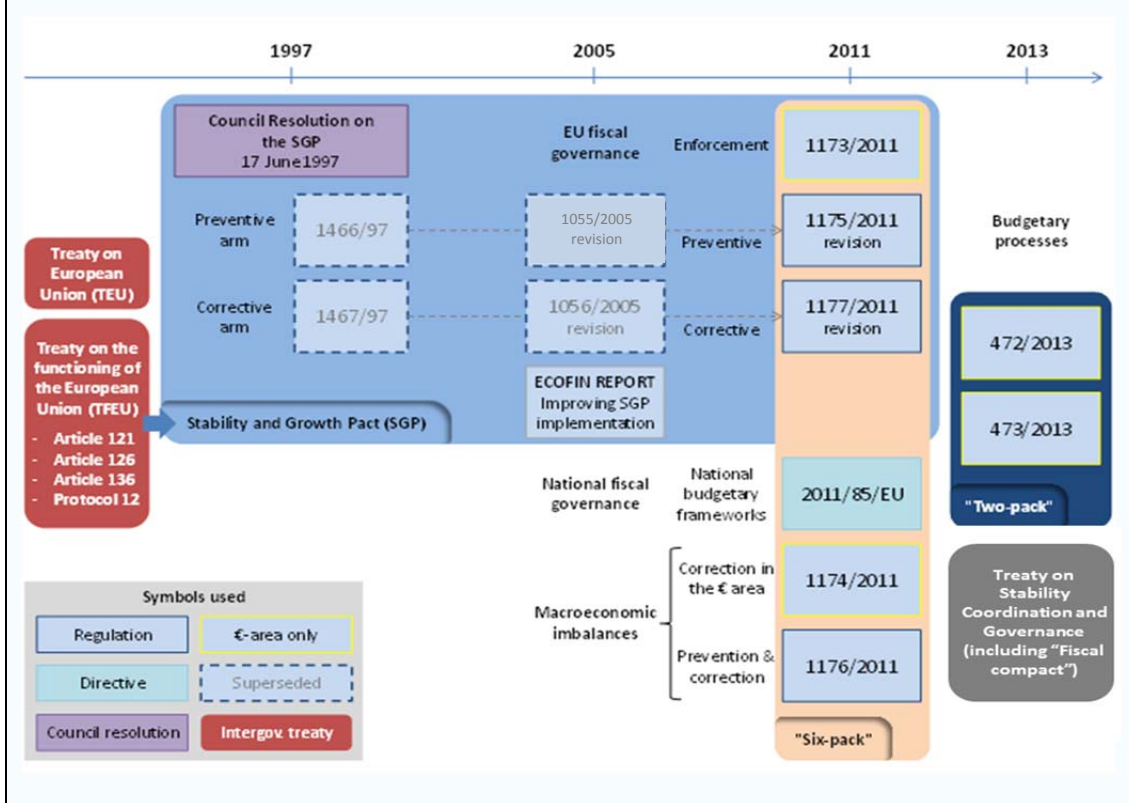 1997
2005
2011
2013
Council Resolution on
the SGP
17 June1997
EU fiscal
governance
Enforcement
1173/2011
Preventive
arm
1466/97
1055/2005
revision
Preventive
1175/2011
revision
Corrective
arm
1467/97
1056/2005
revision
Corrective
1177/2011
revision
Budgetary
processes
Treaty on
European
Union (TEU)
Treaty on the
functioning of
the European
Union (TFEU)
- Article 121
- Article 126
- Article 136
- Protocol 12
Stability and Growth Pact (SGP)
ECOFIN REPORT
Improving SGP
implementation
472/2013
473/2013
"Two-pack"
National fiscal
governance
National
budgetary
frameworks
2011/85/EU
Macroeconomic
imbalances
Correction in
the € area
1174/2011
Prevention &
correction
1176/2011
"Six-pack"
Treaty on
Stability
Coordination and
Governance
(including “Fiscal
compact”)
Symbols used
Regulation
€-area only
Directive
Superseded
Council resolution
Intergov. treaty